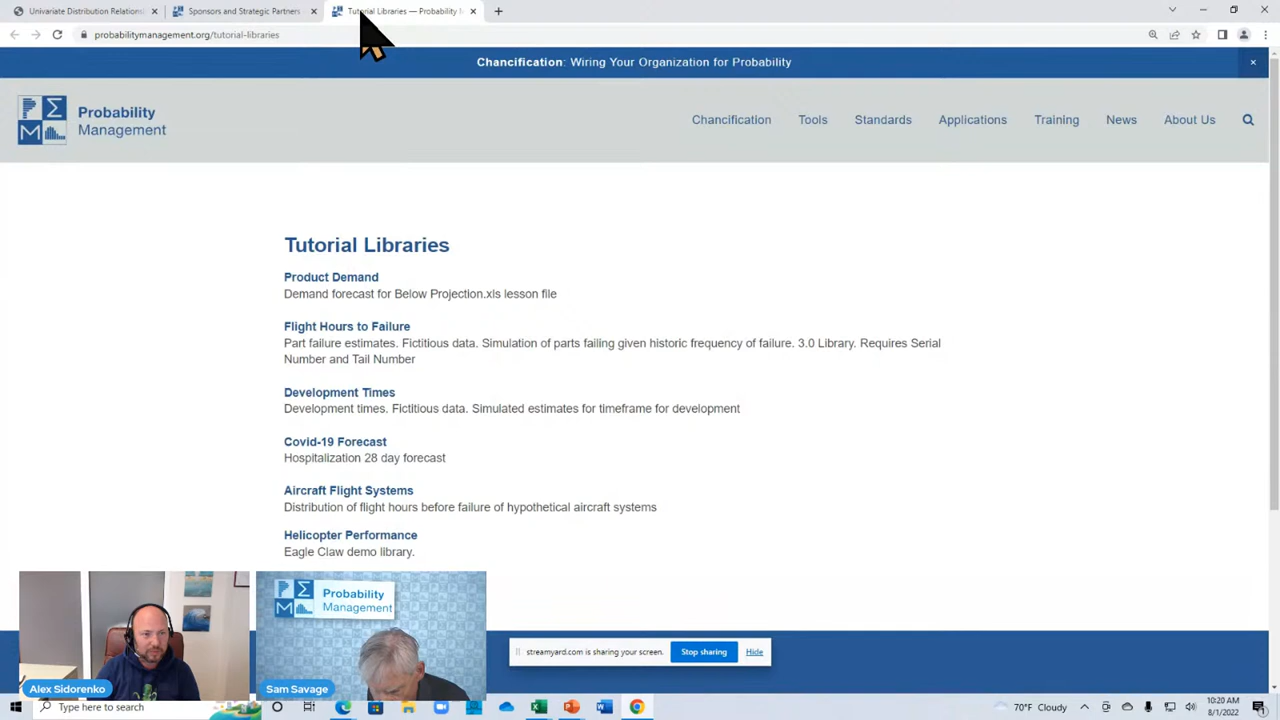 Univariate Distribution Relations
Sponsors and Strategic Partners
Tutorial Libraries — Probability M
probabilitymanagement.org/tutorial-libraries
Chancification: Wiring Your Organization for Probability
Probability
Management
Chancification
Tools
Standards
Applications
Training
News
About Us
Tutorial Libraries
Product Demand
Demand forecast for Below Projection.xls lesson file
Flight Hours to Failure
Part failure estimates. Fictitious data. Simulation of parts failing given historic frequency of failure. 3.0 Library. Requires Serial
Number and Tail Number
Development Times
Development times. Fictitious data. Simulated estimates for timeframe for development
Covid-19 Forecast
Hospitalization 28 day forecast
Aircraft Flight Systems
Distribution of flight hours before failure of hypothetical aircraft systems
Helicopter Performance
Eagle Claw demo library.
Probability
Management
Alex Sidorenko
Sam Savage
streamyard.com is sharing your screen.
Stop sharing
Hide
Type here to search
70°F Cloudy
10:20 AM
8/1/2022